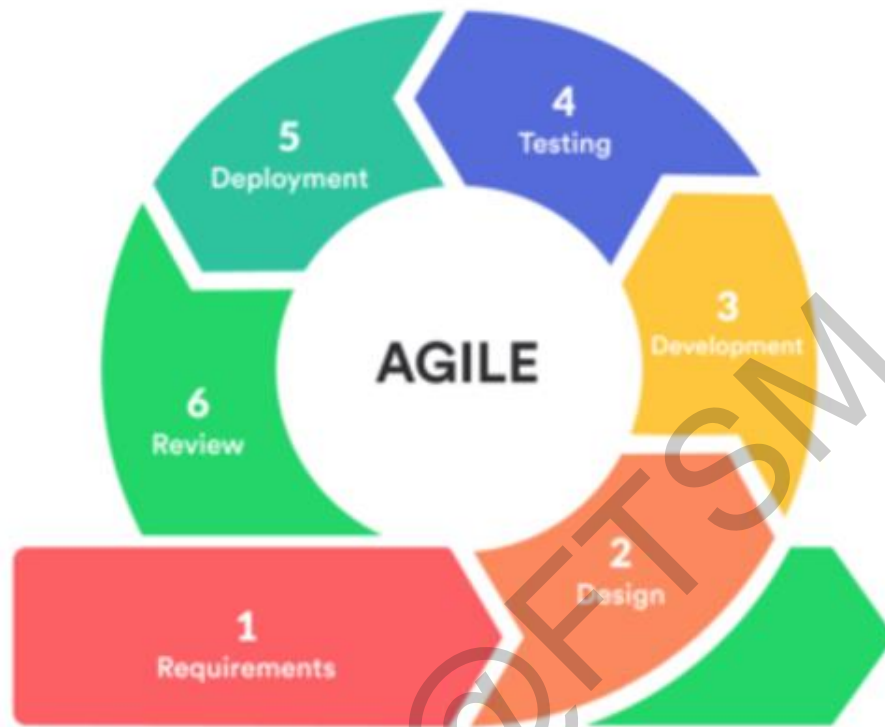 1
Requirements
2
Design
3
Development
4
Testing
5
Deployment
6
Review
AGILE
@FTSM